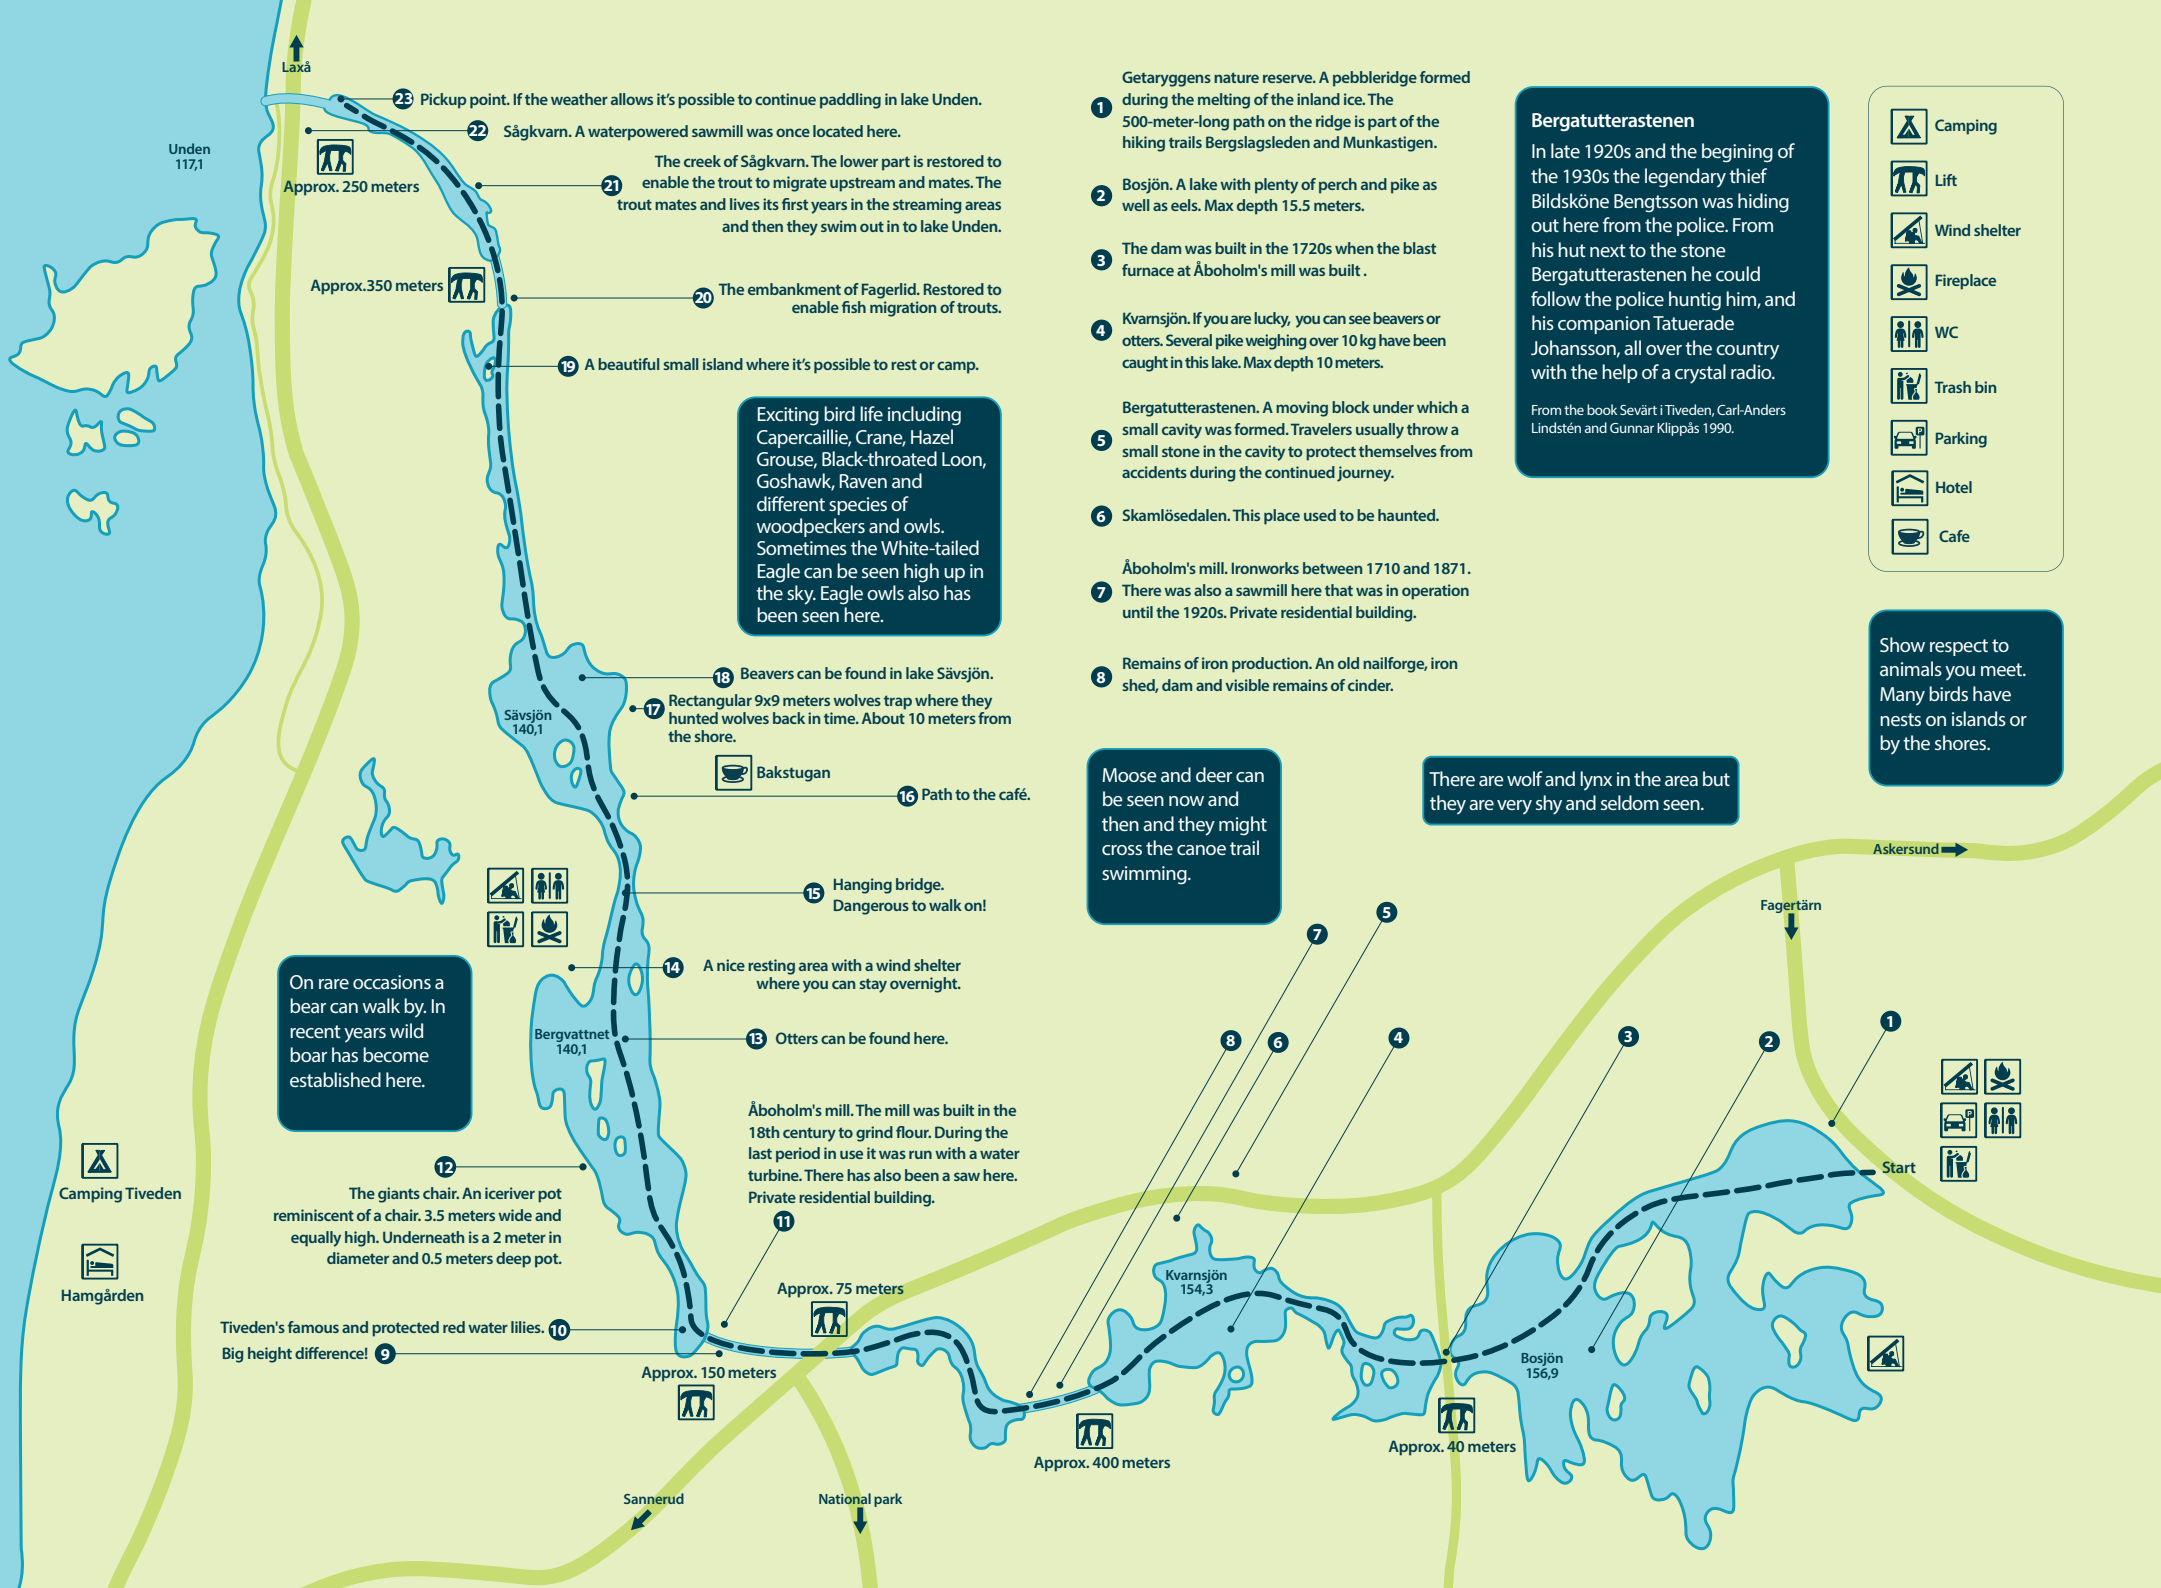 Laxå
23 Pickup point. If the weather allows it's possible to continue paddling in lake Unden.
22 Sågkvarn. A waterpowered sawmill was once located here.
Unden
117,1
Approx. 250 meters
The creek of Sågkvarn. The lower part is restored to
21 enable the trout to migrate upstream and mates. The
trout mates and lives its first years in the streaming areas
and then they swim out in to lake Unden.
Approx.350 meters
20 The embankment of Fagerlid. Restored to
enable fish migration of trouts.
19 A beautiful small island where it's possible to rest or camp.
Exciting bird life including
Capercaillie, Crane, Hazel
Grouse, Black-throated Loon,
Goshawk, Raven and
different species of
woodpeckers and owls.
Sometimes the White-tailed
Eagle can be seen high up in
the sky. Eagle owls also has
been seen here.
18 Beavers can be found in lake Sävsjön.
17 Rectangular 9x9 meters wolves trap where they
hunted wolves back in time. About 10 meters from
the shore.
Sävsjön
140,1
Bakstugan
16 Path to the café.
15 Hanging bridge.
Dangerous to walk on!
14 A nice resting area with a wind shelter
where you can stay overnight.
On rare occasions a
bear can walk by. In
recent years wild
boar has become
established here.
Bergvattnet
140,1
13 Otters can be found here.
Camping Tiveden
Hamgården
12
The giants chair. An iceriver pot
reminiscent of a chair. 3.5 meters wide and
equally high. Underneath is a 2 meter in
diameter and 0.5 meters deep pot.
Åboholm's mill. The mill was built in the
18th century to grind flour. During the
last period in use it was run with a water
turbine. There has also been a saw here.
Private residential building.
11
Approx. 75 meters
Tiveden's famous and protected red water lilies. 10
Big height difference! 9
Approx. 150 meters
Sannerud
National park
Getaryggens nature reserve. A pebbleridge formed
1 during the melting of the inland ice. The
500-meter-long path on the ridge is part of the
hiking trails Bergslagsleden and Munkastigen.
2 Bosjön. A lake with plenty of perch and pike as
well as eels. Max depth 15.5 meters.
3 The dam was built in the 1720s when the blast
furnace at Åboholm's mill was built .
Kvarnsjön. If you are lucky, you can see beavers or
4 otters. Several pike weighing over 10 kg have been
caught in this lake. Max depth 10 meters.
Bergatutterastenen. A moving block under which a
small cavity was formed. Travelers usually throw a
5 small stone in the cavity to protect themselves from
accidents during the continued journey.
6 Skamlösedalen. This place used to be haunted.
Åboholm's mill. Ironworks between 1710 and 1871.
7 There was also a sawmill here that was in operation
until the 1920s. Private residential building.
8 Remains of iron production. An old nailforge, iron
shed, dam and visible remains of cinder.
Bergatutterastenen
In late 1920s and the begining of
the 1930s the legendary thief
Bildsköne Bengtsson was hiding
out here from the police. From
his hut next to the stone
Bergatutterastenen he could
follow the police huntig him, and
his companion Tatuerade
Johansson, all over the country
with the help of a crystal radio.
From the book Sevärt i Tiveden, Carl-Anders
Lindstén and Gunnar Klippås 1990.
Camping
Lift
Wind shelter
Fireplace
WC
Trash bin
P
Parking
Hotel
Cafe
Show respect to
animals you meet.
Many birds have
nests on islands or
by the shores.
Moose and deer can
be seen now and
then and they might
cross the canoe trail
swimming.
There are wolf and lynx in the area but
they are very shy and seldom seen.
Askersund
Fagertärn
5
7
8
6
4
3
2
1
P
Start
Kvarnsjön
154,3
Bosjön
156,9
Approx. 400 meters
Approx. 40 meters